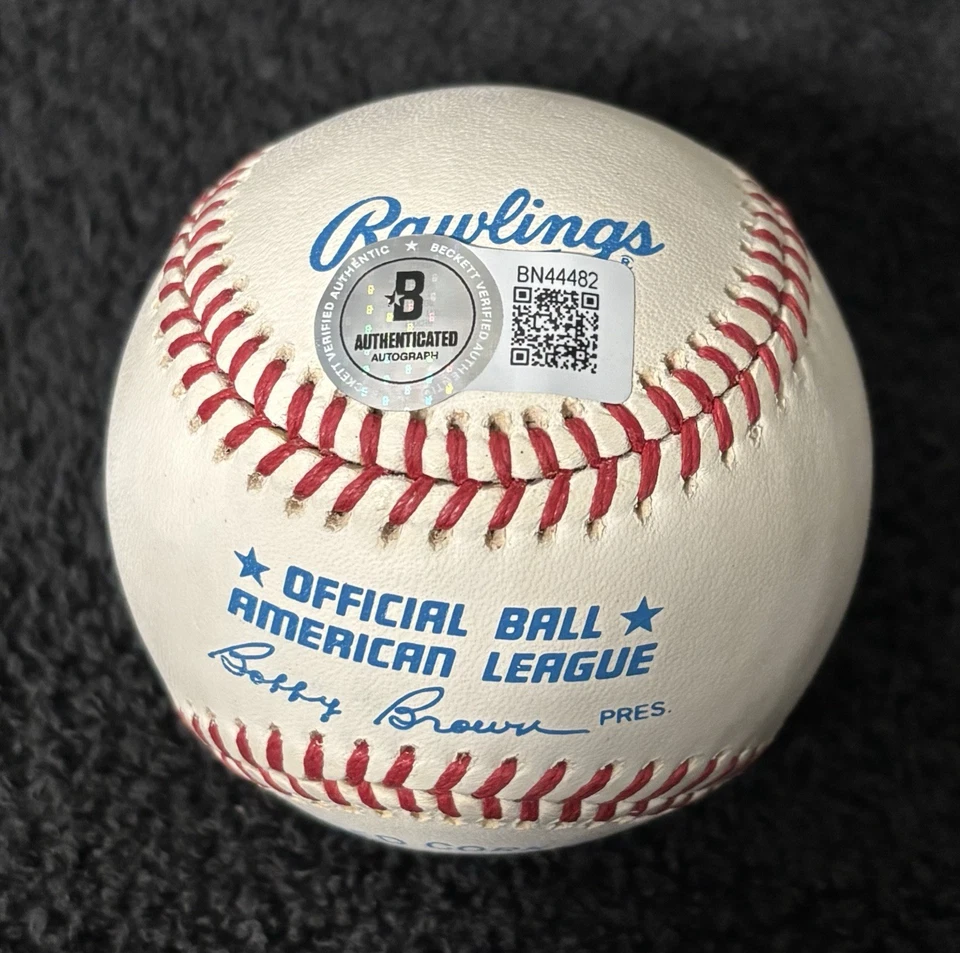 Rawlings
®
BECKETT VERIFIED AUTHENTIC ★ BECKETT VERIFIED AUTHENTIC
B
AUTHENTICATED
AUTOGRAPH
BN44482
★ OFFICIAL BALL ★
AMERICAN LEAGUE
Bobby Brown PRES.